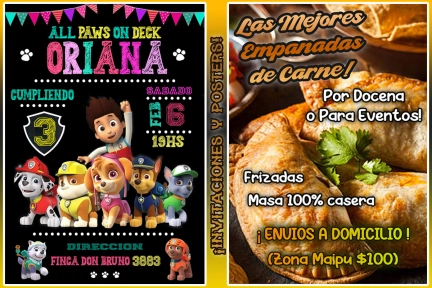 ALL PAWS ON DECK
ORIANA
CUMPLIENDO
3
SABADO
FEB 6
19HS
DIRECCION
FINCA DON BRUNO 3883
¡INVITACIONES Y POSTERS!
Las Mejores
Empanadas
de Carne!
Por Docena
o Para Eventos!
Frizadas
Masa 100% casera
¡ ENVIOS A DOMICILIO !
(Zona Maipú $100)